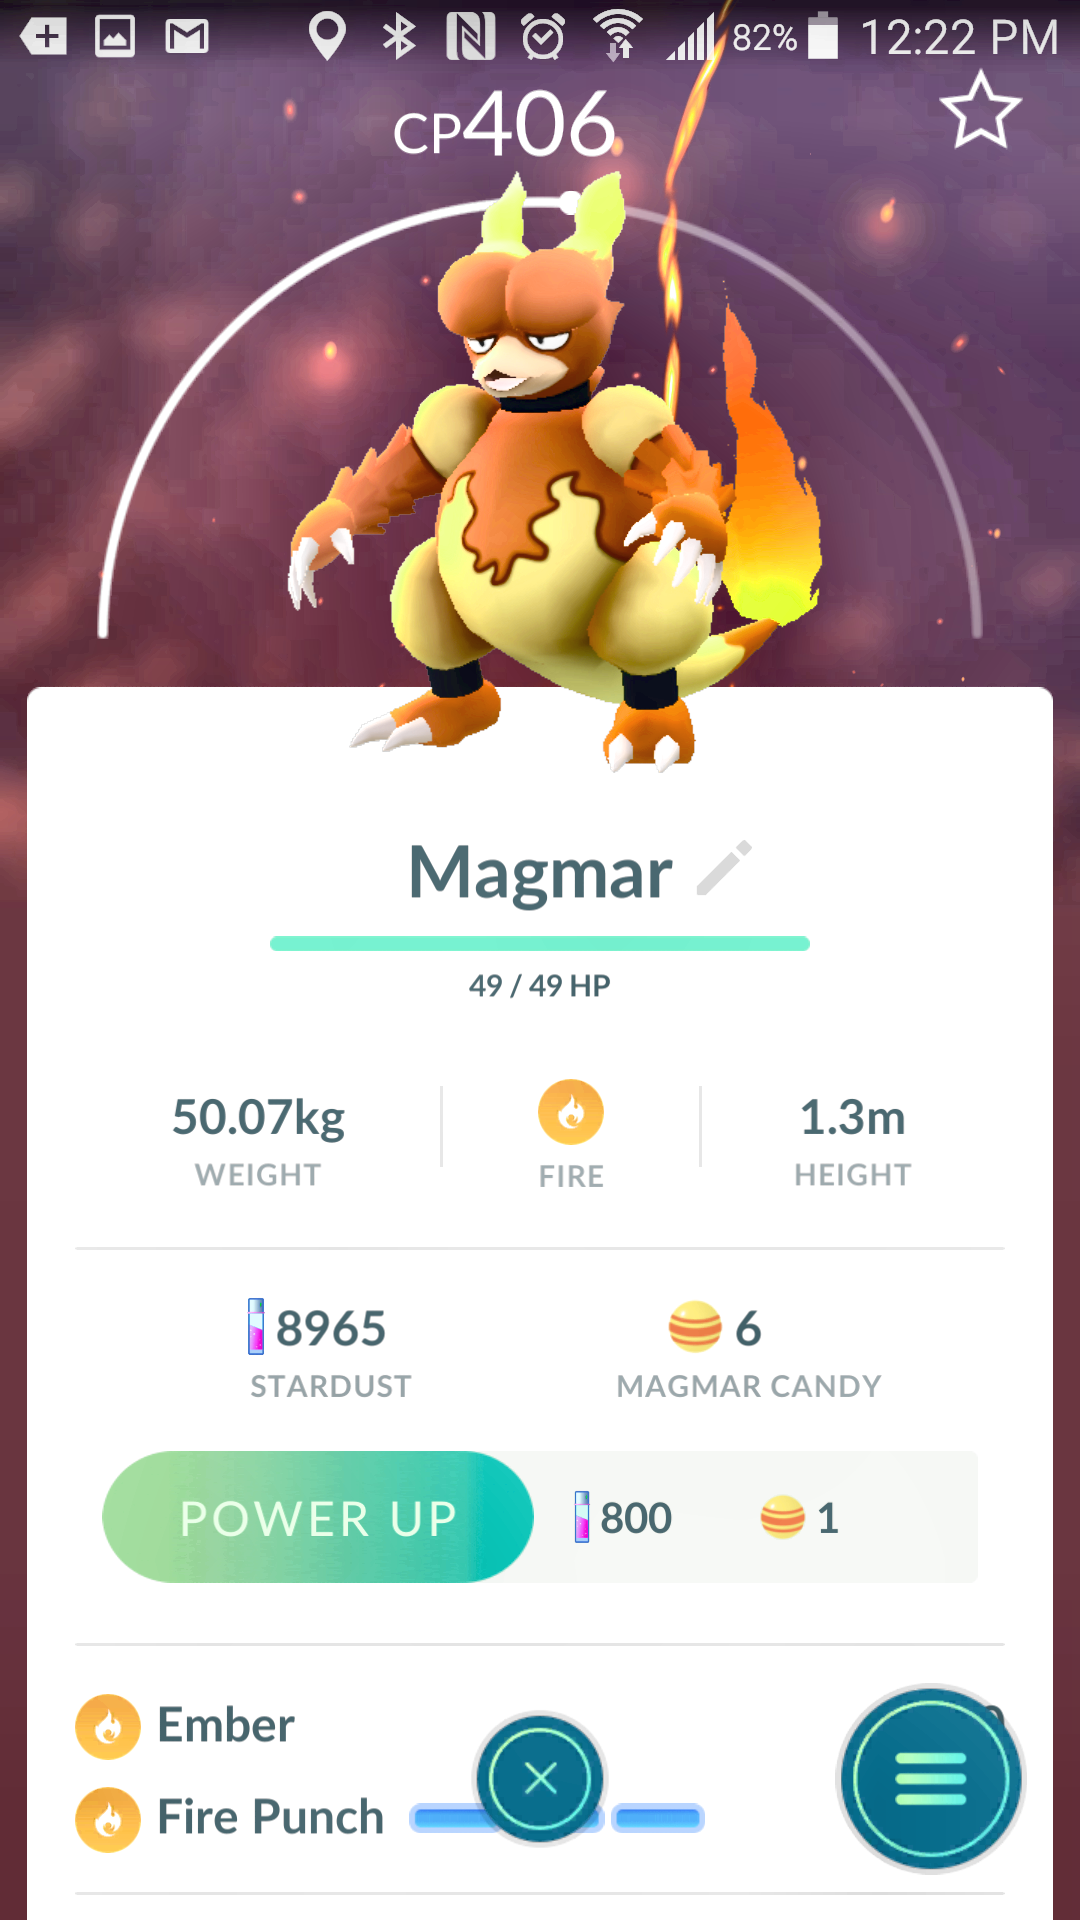 82% 12:22 PM
CP406
Magmar
49 / 49 HP
50.07kg
WEIGHT
FIRE
1.3m
HEIGHT
8965
STARDUST
6
MAGMAR CANDY
POWER UP
800
1
Ember
Fire Punch